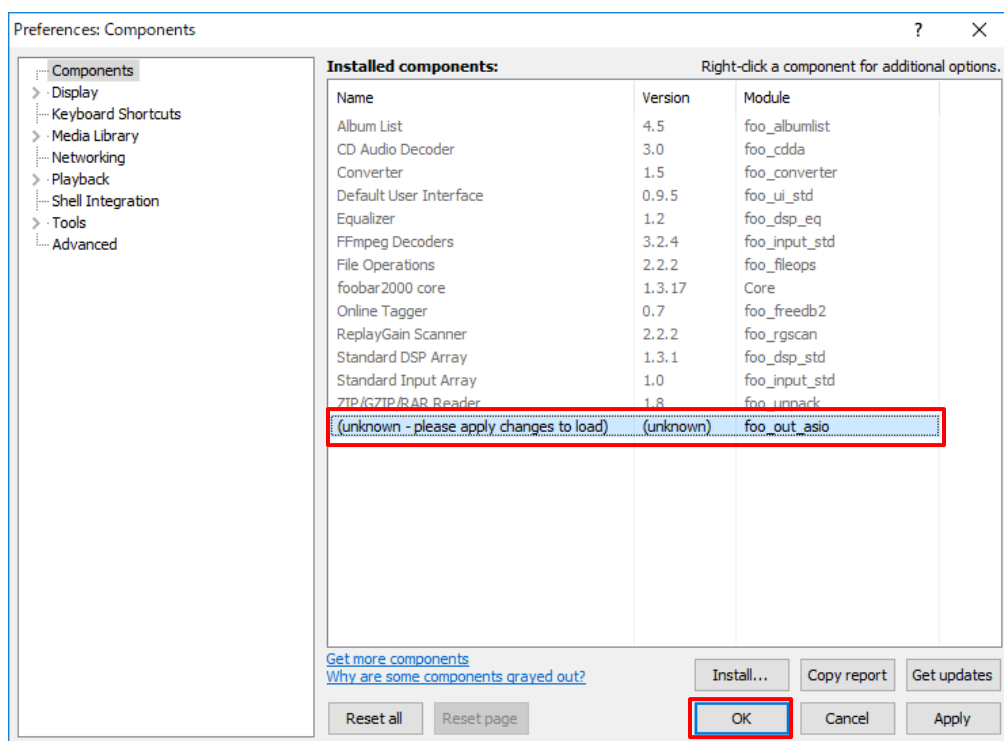 Preferences: Components ?
Components
Display
Keyboard Shortcuts
Media Library
Networking
Playback
Shell Integration
Tools
Advanced
Installed components: Right-click a component for additional options.
Name Version Module
Album List 4.5 foo_albumlist
CD Audio Decoder 3.0 foo_cdda
Converter 1.5 foo_converter
Default User Interface 0.9.5 foo_ui_std
Equalizer 1.2 foo_dsp_eq
FFmpeg Decoders 3.2.4 foo_input_std
File Operations 2.2.2 foo_fileops
foobar2000 core 1.3.17 Core
Online Tagger 0.7 foo_freedb2
ReplayGain Scanner 2.2.2 foo_rgscan
Standard DSP Array 1.3.1 foo_dsp_std
Standard Input Array 1.0 foo_input_std
ZIP/GZIP/RAR Reader 1.8 foo_unpack
(unknown - please apply changes to load) (unknown) foo_out_asio
Get more components
Why are some components grayed out?
Install... Copy report Get updates
Reset all Reset page OK Cancel Apply